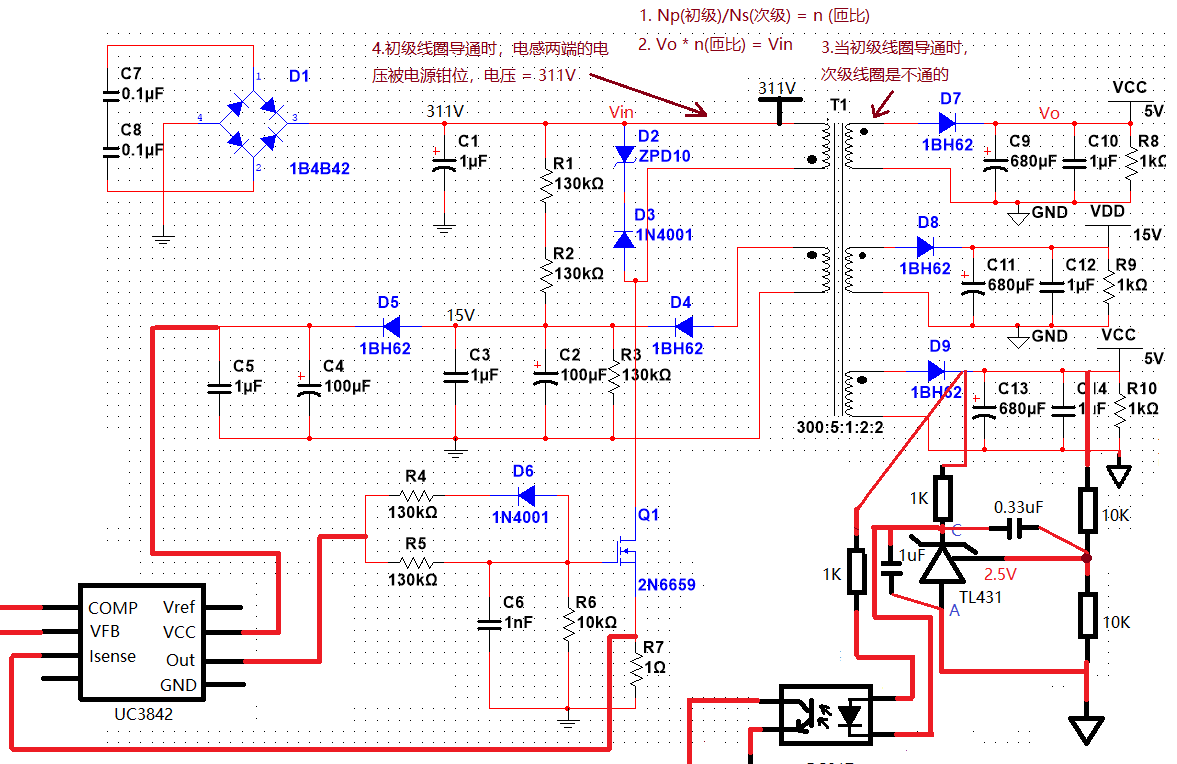 1. Np(初级)/Ns(次级) = n (匝比)
2. Vo * n(匝比) = Vin
4.初级线圈导通时；电感两端的电
压被电源钳位，电压 = 311V
3.当初级线圈导通时，
次级线圈是不通的
C7
0.1µF
C8
0.1µF
D1
1
4
3
2
1B4B42
311V
C1
1µF
R1
130kΩ
R2
130kΩ
Vin
D2
ZPD10
D3
1N4001
311V
T1
300:5:1:2:2
D7
1BH62
Vo
VCC
5V
C9
680µF
C10
1µF
R8
1kΩ
GND
D8
1BH62
VDD
15V
C11
680µF
C12
1µF
R9
1kΩ
GND
D9
1BH62
VCC
5V
C13
680µF
R10
1kΩ
D5
1BH62
15V
D4
1BH62
C5
1µF
C4
100µF
C3
1µF
C2
100µF
R3
130kΩ
R4
130kΩ
D6
1N4001
R5
130kΩ
Q1
2N6659
C6
1nF
R6
10kΩ
R7
1Ω
COMP
VFB
Isense
Vref
VCC
Out
GND
UC3842
1K
0.33uF
10K
C
1uF
2.5V
1K
TL431
A
10K